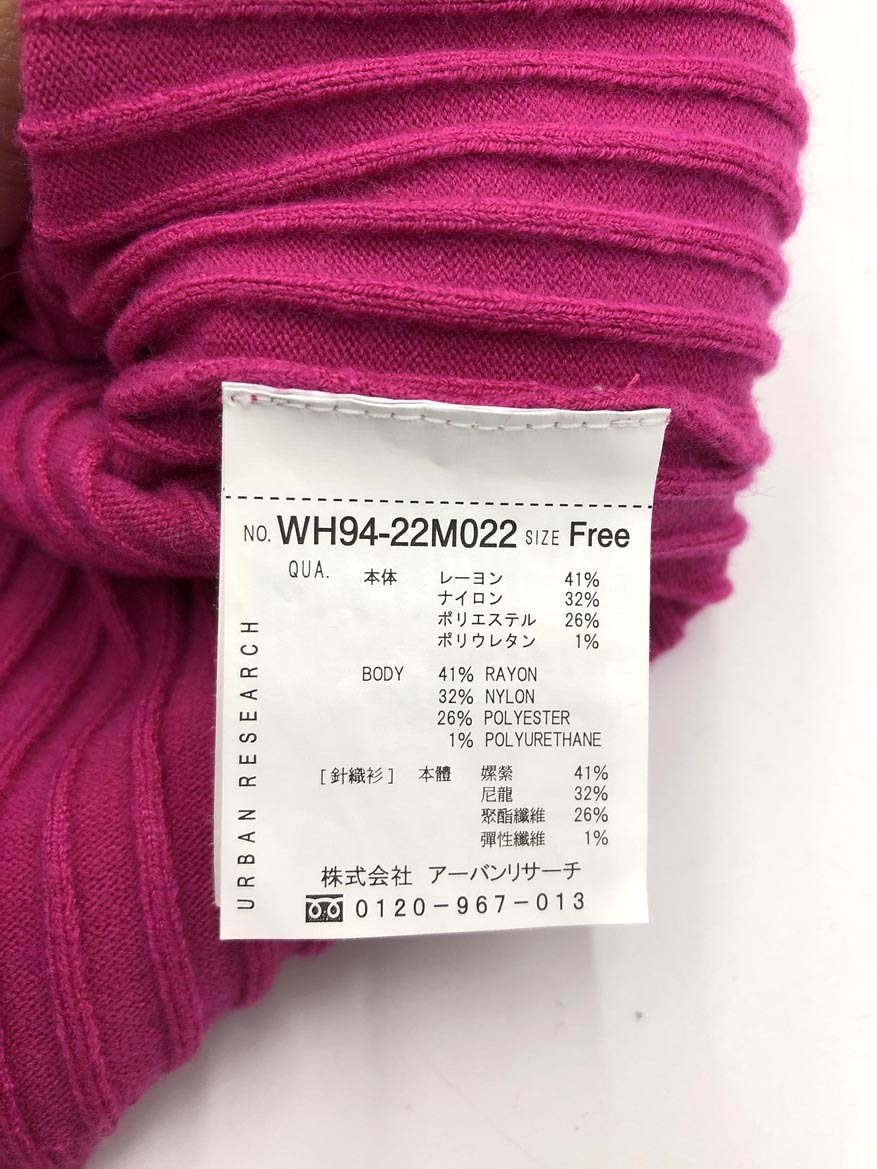 NO. WH94-22M022 SIZE Free
QUA. 本体 レーヨン 41%
ナイロン 32%
ポリエステル 26%
ポリウレタン 1%
BODY 41% RAYON
32% NYLON
26% POLYESTER
1% POLYURETHANE
[針織衫] 本體 嫘縈 41%
尼龍 32%
聚酯纖維 26%
彈性纖維 1%
株式会社 アーバンリサーチ
0120-967-013
URBAN RESEARCH